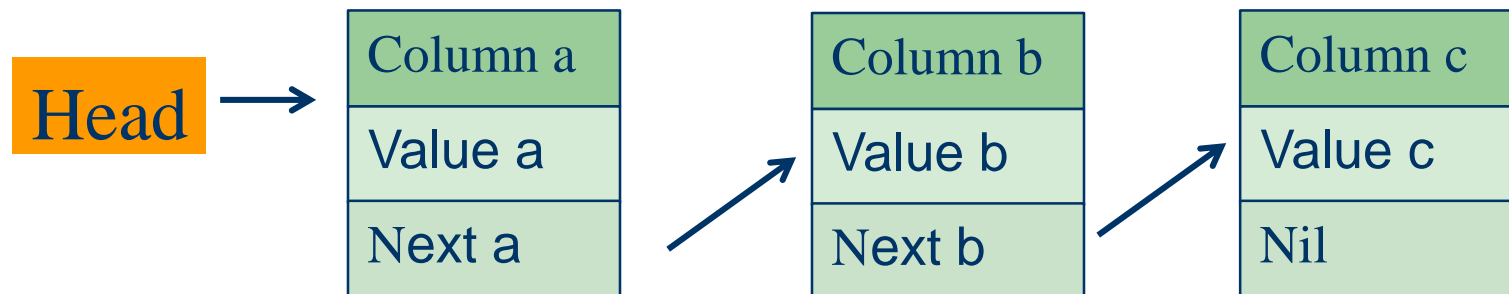 Head
Column a
Value a
Next a
Column b
Value b
Next b
Column c
Value c
Nil